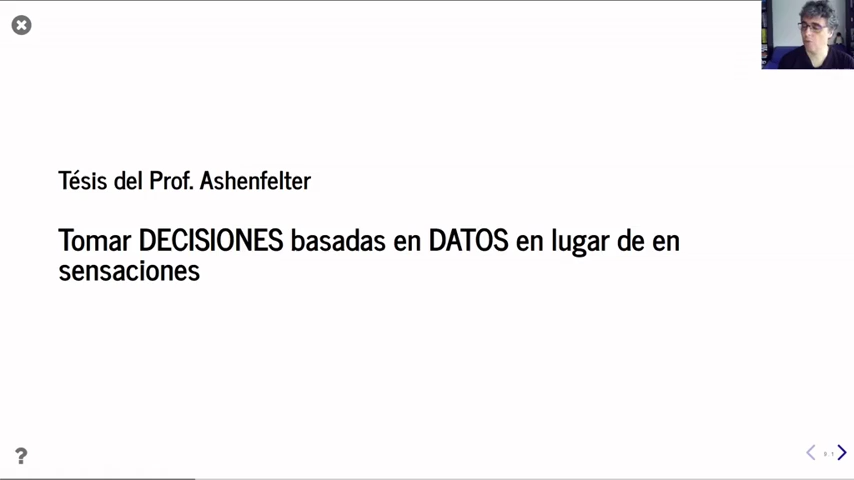 Tésis del Prof. Ashenfelter
Tomar DECISIONES basadas en DATOS en lugar de en
sensaciones
?